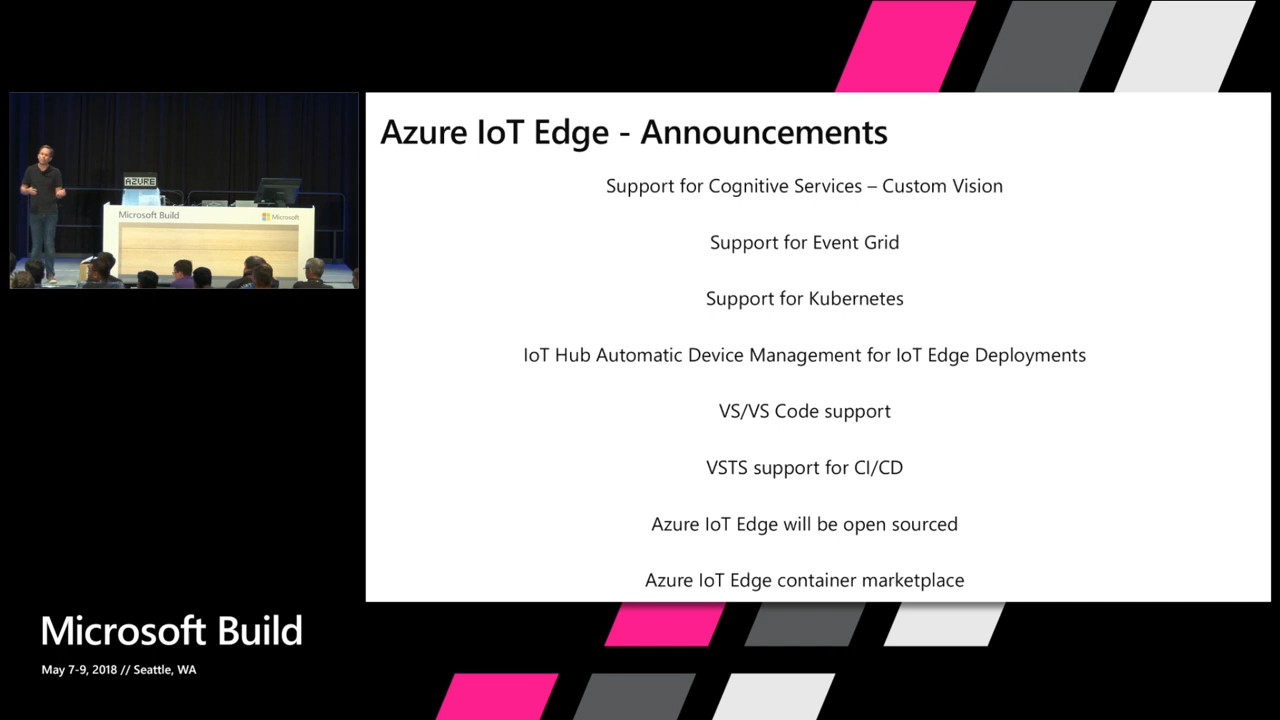 Azure IoT Edge - Announcements
Support for Cognitive Services – Custom Vision
Support for Event Grid
Support for Kubernetes
IoT Hub Automatic Device Management for IoT Edge Deployments
VS/VS Code support
VSTS support for CI/CD
Azure IoT Edge will be open sourced
Azure IoT Edge container marketplace
AZURE
Microsoft Build
Microsoft
Microsoft Build
May 7-9, 2018 // Seattle, WA